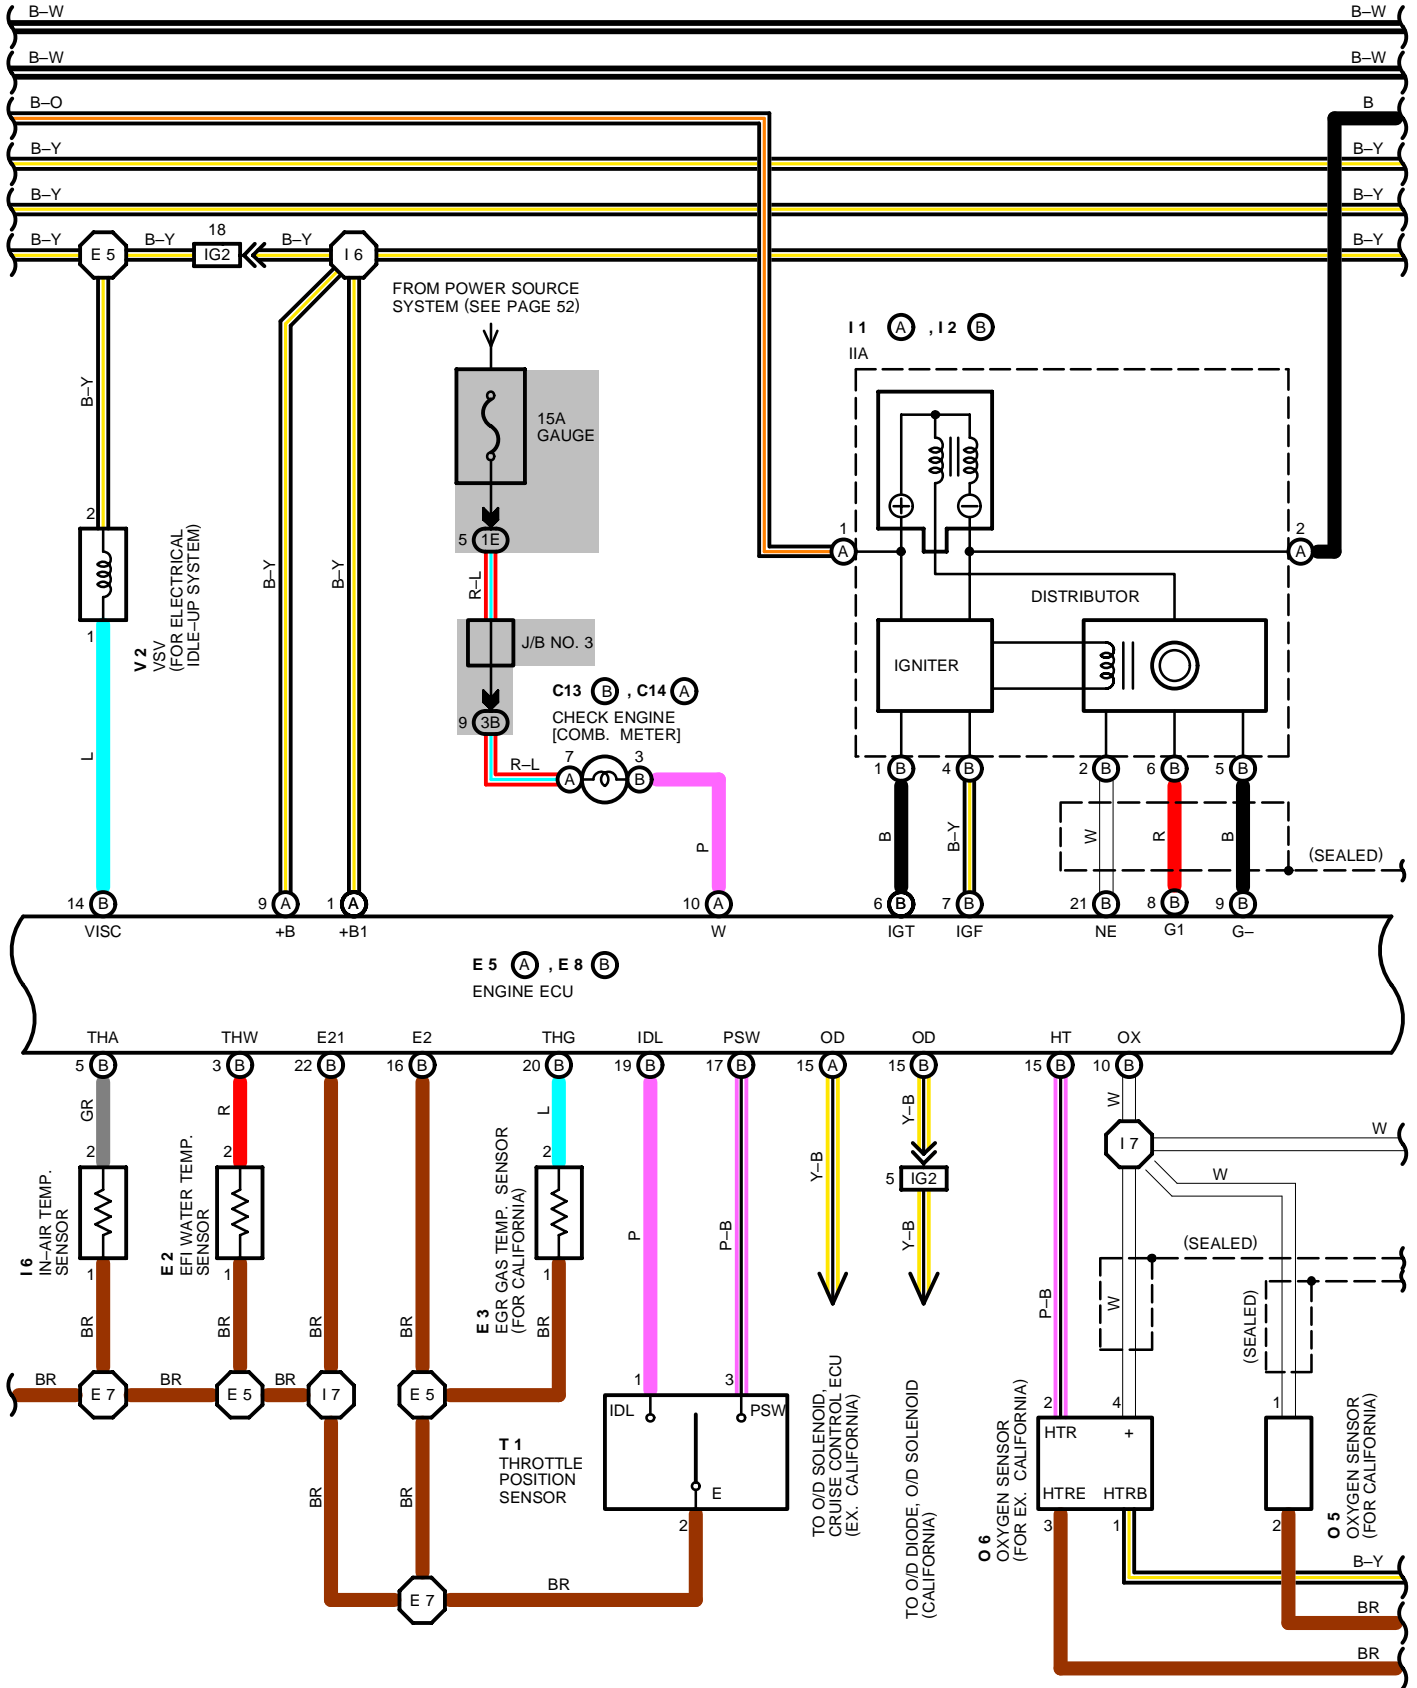 B–W B–W
B–W B–W
B–O B
B–Y B–Y
B–Y B–Y
B–Y E 5 B–Y 18 IG2 B–Y I 6 B–Y
FROM POWER SOURCE
SYSTEM (SEE PAGE 52)
I 1 A , I 2 B
IIA
15A
GAUGE
5 1E
R–L
J/B NO. 3
9 3B
R–L
C13 B , C14 A
CHECK ENGINE
[COMB. METER]
7 A 3 B
P
B–Y
2
1
V 2
VSV
(FOR ELECTRICAL
IDLE–UP SYSTEM)
L
B–Y B–Y
1 A
2 A
+ –
DISTRIBUTOR
IGNITER
1 B 4 B 2 B 6 B 5 B
B B–Y W R B
(SEALED)
14 B 9 A 1 A 10 A 6 B 7 B 21 B 8 B 9 B
VISC +B +B1 W IGT IGF NE G1 G–
E 5 A , E 8 B
ENGINE ECU
THA THW E21 E2 THG IDL PSW OD OD HT OX
5 B 3 B 22 B 16 B 20 B 19 B 17 B 15 A 15 B 15 B 10 B
GR R L Y–B W
I 7 W
W
2 2 2
5 IG2
P P–B Y–B Y–B
I 6
IN–AIR TEMP.
SENSOR
E 2
EFI WATER TEMP.
SENSOR
E 3
EGR GAS TEMP. SENSOR
(FOR CALIFORNIA)
1 1 1
BR BR BR BR BR
(SEALED)
P–B W
(SEALED)
BR E 7 BR E 5 BR I 7 E 5
1 3
IDL PSW
E
2
T 1
THROTTLE
POSITION
SENSOR
TO O/D SOLENOID,
CRUISE CONTROL ECU
(EX. CALIFORNIA)
TO O/D DIODE, O/D SOLENOID
(CALIFORNIA)
2 4 1
HTR +
HTRE HTRB
3 1 2
O 6
OXYGEN SENSOR
(FOR EX. CALIFORNIA)
O 5
OXYGEN SENSOR
(FOR CALIFORNIA)
BR BR
E 7 BR
B–Y
BR
BR